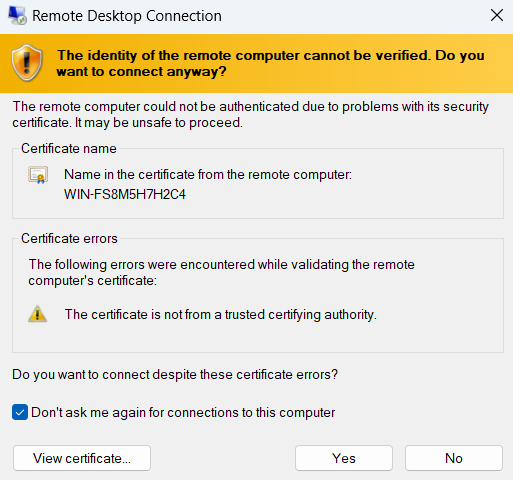 Remote Desktop Connection
The identity of the remote computer cannot be verified. Do you
want to connect anyway?
The remote computer could not be authenticated due to problems with its security
certificate. It may be unsafe to proceed.
Certificate name
Name in the certificate from the remote computer:
WIN-FS8M5H7H2C4
Certificate errors
The following errors were encountered while validating the remote
computer's certificate:
The certificate is not from a trusted certifying authority.
Do you want to connect despite these certificate errors?
Don't ask me again for connections to this computer
View certificate...
Yes
No